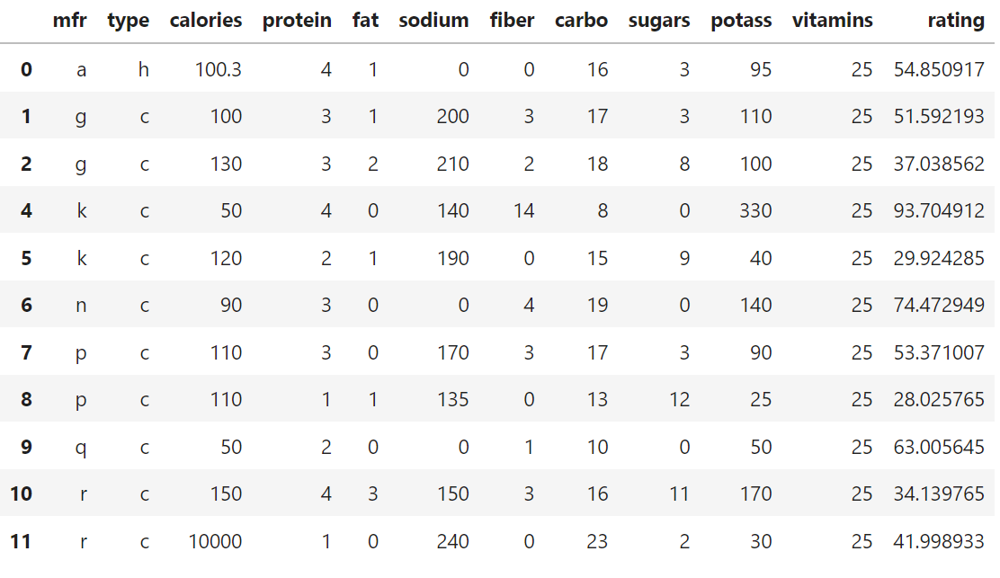 mfr type calories protein fat sodium fiber carbo sugars potass vitamins rating
0 a h 100.3 4 1 0 0 16 3 95 25 54.850917
1 g c 100 3 1 200 3 17 3 110 25 51.592193
2 g c 130 3 2 210 2 18 8 100 25 37.038562
4 k c 50 4 0 140 14 8 0 330 25 93.704912
5 k c 120 2 1 190 0 15 9 40 25 29.924285
6 n c 90 3 0 0 4 19 0 140 25 74.472949
7 p c 110 3 0 170 3 17 3 90 25 53.371007
8 p c 110 1 1 135 0 13 12 25 25 28.025765
9 q c 50 2 0 0 1 10 0 50 25 63.005645
10 r c 150 4 3 150 3 16 11 170 25 34.139765
11 r c 10000 1 0 240 0 23 2 30 25 41.998933